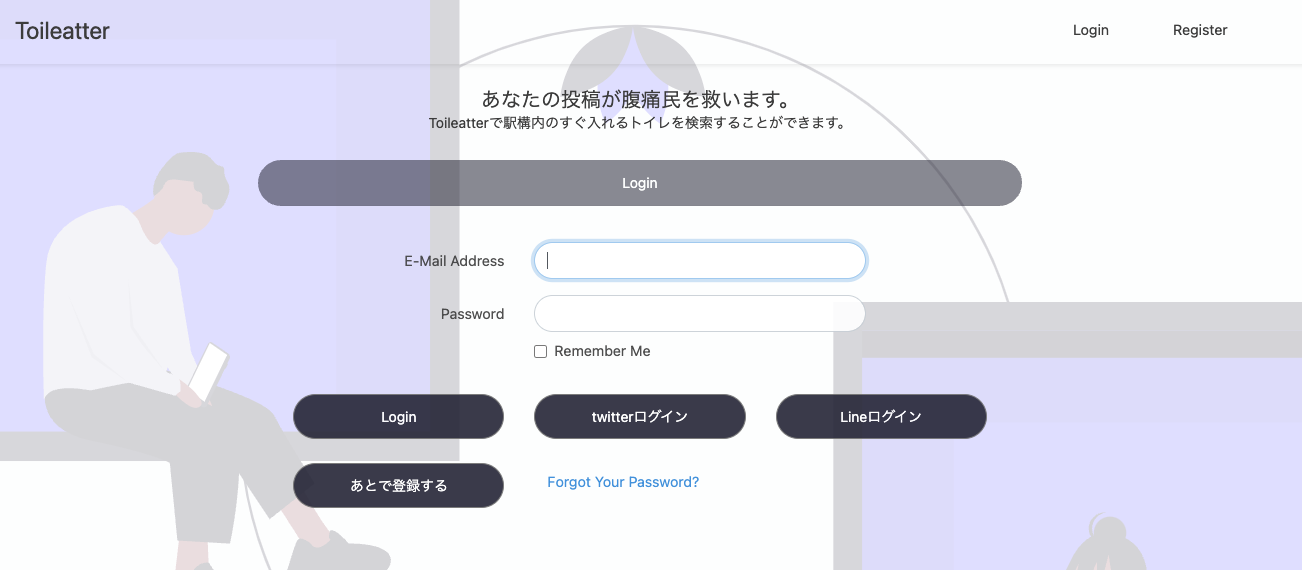 Toileatter
Login
Register
あなたの投稿が腹痛民を救います。
Toileatterで駅構内のすぐ入れるトイレを検索することができます。
Login
E-Mail Address
Password
Remember Me
Login
twitterログイン
Lineログイン
あとで登録する
Forgot Your Password?